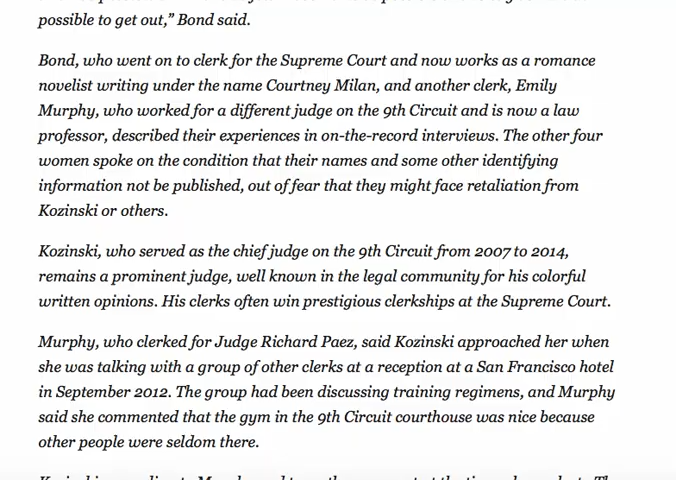 possible to get out,” Bond said.
Bond, who went on to clerk for the Supreme Court and now works as a romance
novelist writing under the name Courtney Milan, and another clerk, Emily
Murphy, who worked for a different judge on the 9th Circuit and is now a law
professor, described their experiences in on-the-record interviews. The other four
women spoke on the condition that their names and some other identifying
information not be published, out of fear that they might face retaliation from
Kozinski or others.
Kozinski, who served as the chief judge on the 9th Circuit from 2007 to 2014,
remains a prominent judge, well known in the legal community for his colorful
written opinions. His clerks often win prestigious clerkships at the Supreme Court.
Murphy, who clerked for Judge Richard Paez, said Kozinski approached her when
she was talking with a group of other clerks at a reception at a San Francisco hotel
in September 2012. The group had been discussing training regimens, and Murphy
said she commented that the gym in the 9th Circuit courthouse was nice because
other people were seldom there.